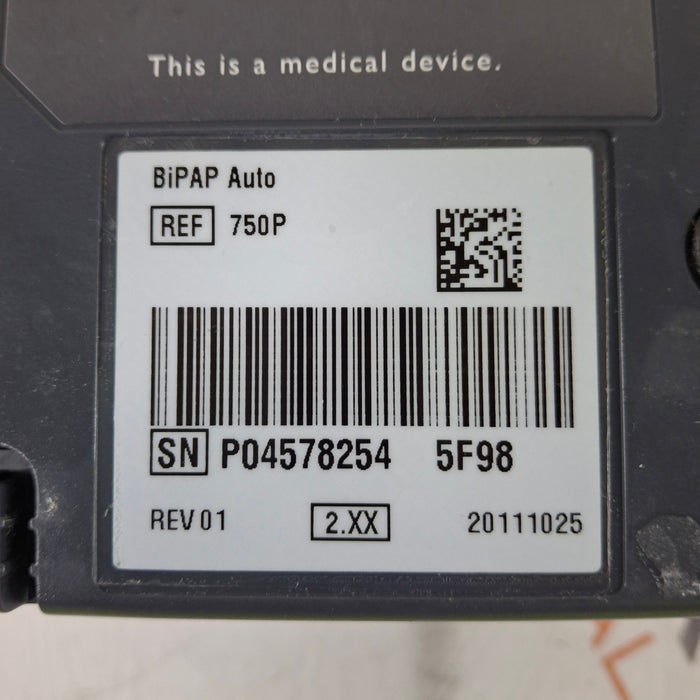 This is a medical device.
BiPAP Auto
REF 750P
SN P04578254 5F98
REV 01 2.XX 20111025